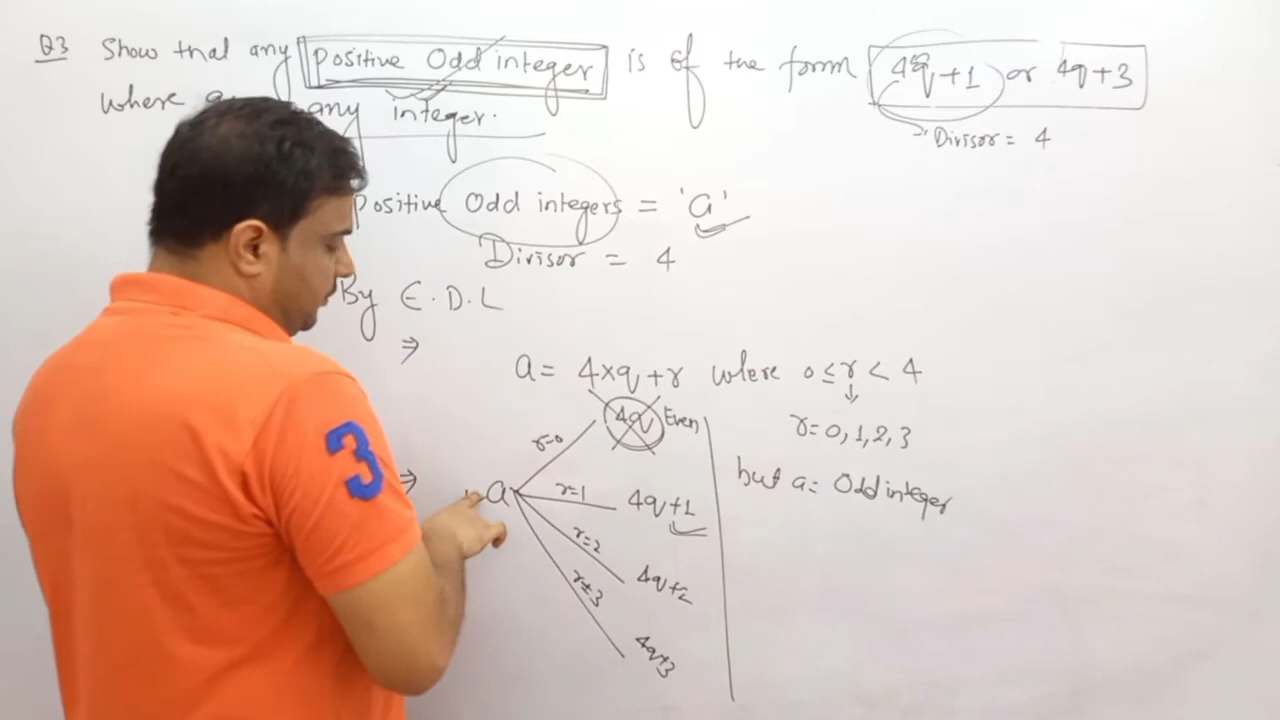 Q3 Show that any positive Odd integer is of the form 4q+1 or 4q+3
where any integer.
Divisor = 4
Positive Odd integers = 'a'
Divisor = 4
By E.D.L
⇒
a = 4×q+r where 0≤r<4
r=0 4q Even
r=0,1,2,3
but a= Odd integer
⇒ a r=1 4q+1
r=2 4q+2
r=3 4q+3
3